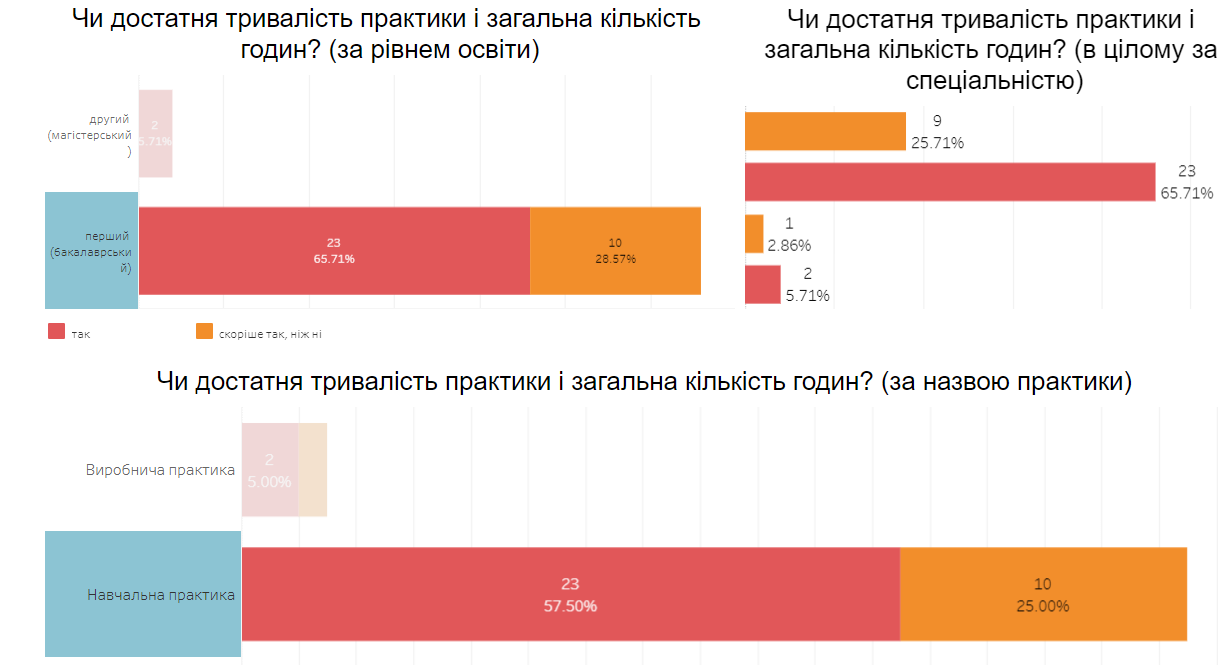 Чи достатня тривалість практики і загальна кількість
годин? (за рівнем освіти)
другий
(магістерський
)
2
5.71%
перший
(бакалаврськи
й)
23
65.71%
10
28.57%
так
скоріше так, ніж ні
Чи достатня тривалість практики і
загальна кількість годин? (в цілому за
спеціальністю)
9
25.71%
23
65.71%
1
2.86%
2
5.71%
Чи достатня тривалість практики і загальна кількість годин? (за назвою практики)
Виробнича практика
2
5.00%
Навчальна практика
23
57.50%
10
25.00%